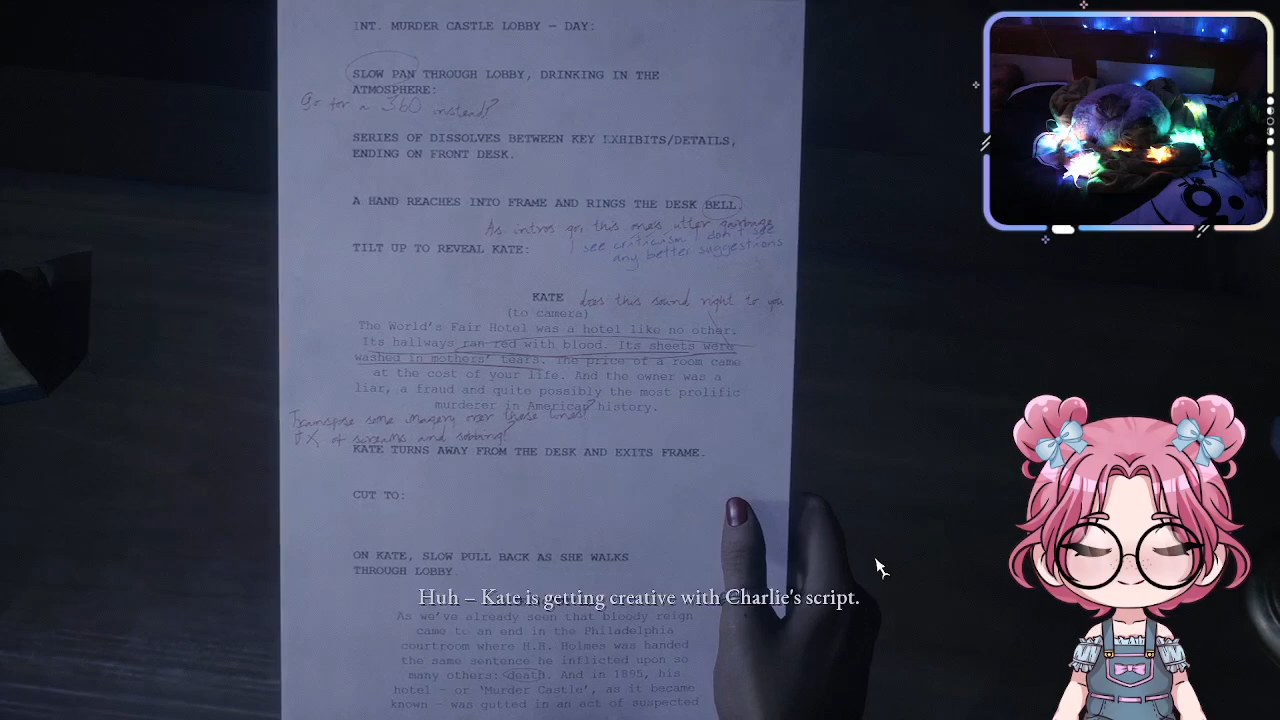 INT. MURDER CASTLE LOBBY – DAY:
SLOW PAN THROUGH LOBBY, DRINKING IN THE
ATMOSPHERE:
Go for a 360 instead?
SERIES OF DISSOLVES BETWEEN KEY EXHIBITS/DETAILS,
ENDING ON FRONT DESK.
A HAND REACHES INTO FRAME AND RINGS THE DESK BELL.
As intros go, this one's utter garbage
I see criticism I don't see
any better suggestions
TILT UP TO REVEAL KATE:
KATE does this sound right to you
(to camera)
The World's Fair Hotel was a hotel like no other.
Its hallways ran red with blood. Its sheets were
washed in mothers' tears. The price of a room came
at the cost of your life. And the owner was a
liar, a fraud and quite possibly the most prolific
murderer in American history.
Transpose some imagery over these lines?
FX of screams and sobbing?
KATE TURNS AWAY FROM THE DESK AND EXITS FRAME.
CUT TO:
ON KATE, SLOW PULL BACK AS SHE WALKS
THROUGH LOBBY
Huh – Kate is getting creative with Charlie's script.
As we've already seen that bloody reign
came to an end in the Philadelphia
courtroom where H.H. Holmes was handed
the same sentence he inflicted upon so
many others: death. And in 1895, his
hotel – or 'Murder Castle', as it became
known – was gutted in an act of suspected